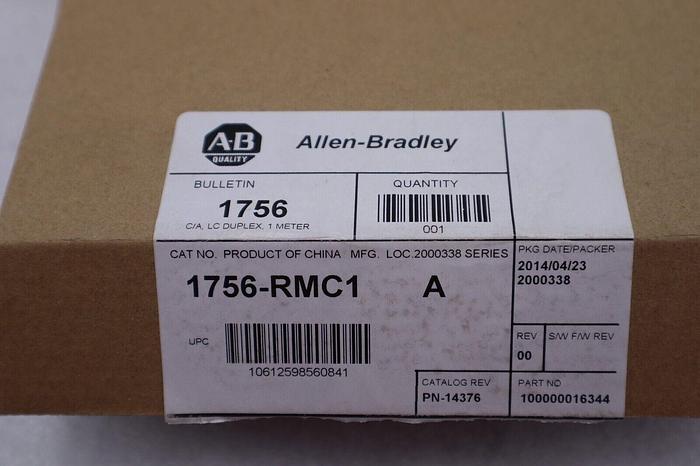 A-B
QUALITY
Allen-Bradley
BULLETIN
1756
C/A, LC DUPLEX, 1 METER
QUANTITY
001
CAT NO. PRODUCT OF CHINA MFG. LOC.2000338 SERIES
1756-RMC1 A
UPC
10612598560841
PKG DATE/PACKER
2014/04/23
2000338
REV
00
S/W F/W REV
CATALOG REV
PN-14376
PART NO
100000016344